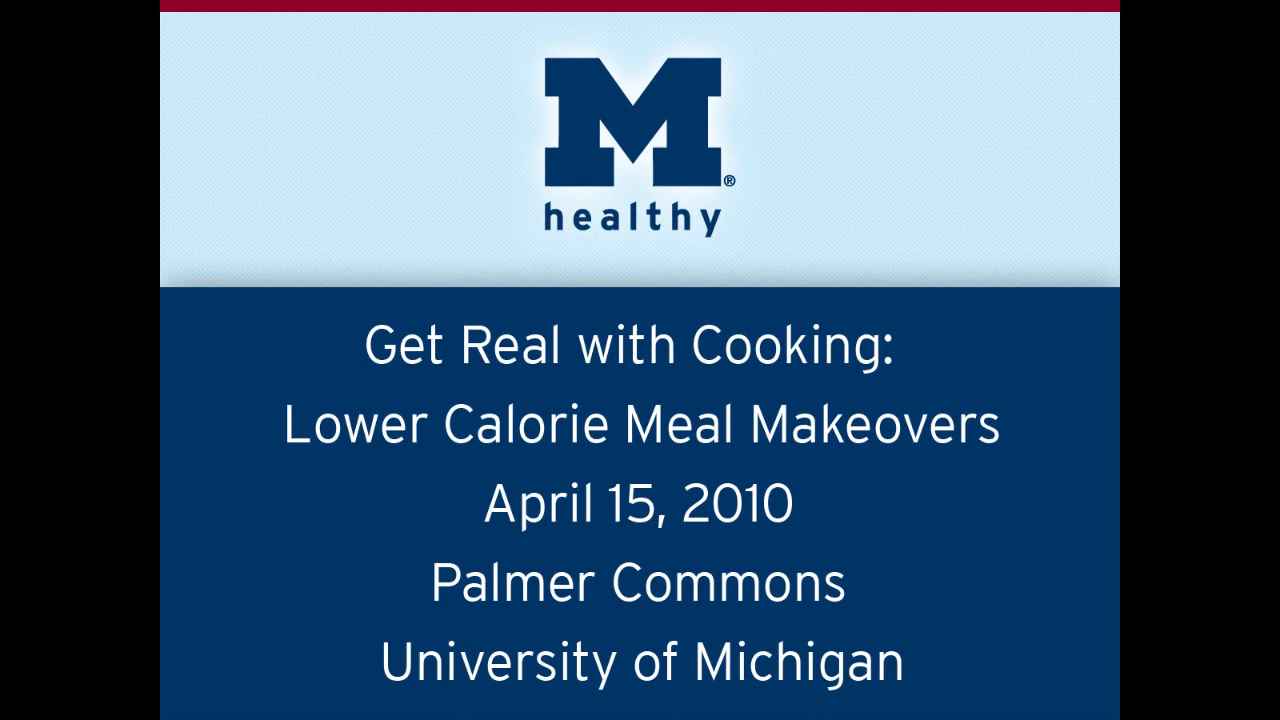 M®
healthy
Get Real with Cooking:
Lower Calorie Meal Makeovers
April 15, 2010
Palmer Commons
University of Michigan